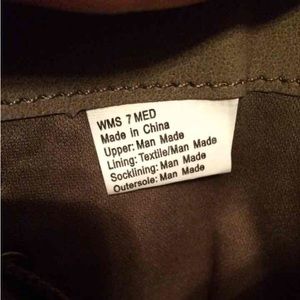 WMS 7 MED
Made in China
Upper: Man Made
Lining: Textile/Man Made
Socklining: Man Made
Outersole: Man Made